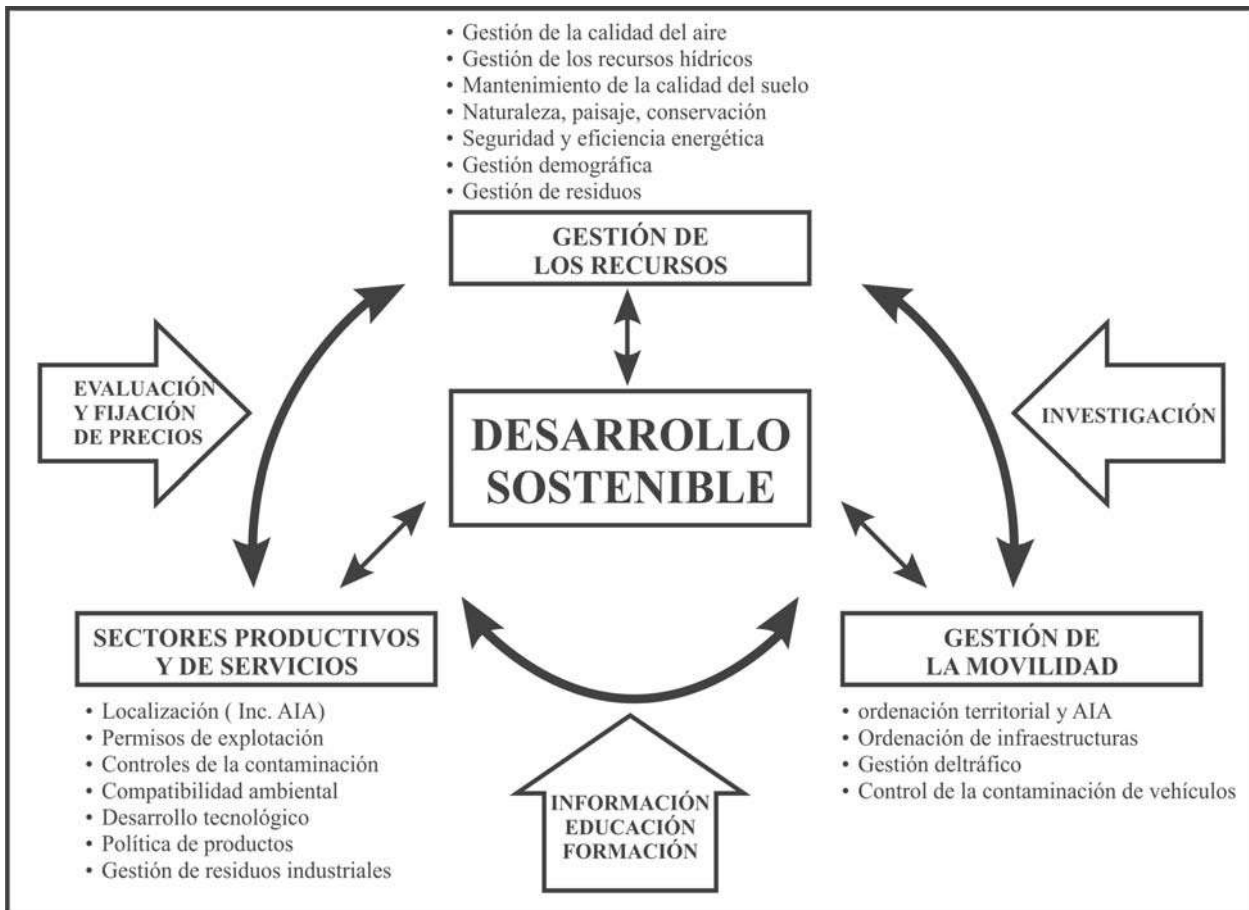 • Gestión de la calidad del aire
• Gestión de los recursos hídricos
• Mantenimiento de la calidad del suelo
• Naturaleza, paisaje, conservación
• Seguridad y eficiencia energética
• Gestión demográfica
• Gestión de residuos
GESTIÓN DE
LOS RECURSOS
EVALUACIÓN
Y FIJACIÓN
DE PRECIOS
DESARROLLO
SOSTENIBLE
INVESTIGACIÓN
SECTORES PRODUCTIVOS
Y DE SERVICIOS
• Localización ( Inc. AIA)
• Permisos de explotación
• Controles de la contaminación
• Compatibilidad ambiental
• Desarrollo tecnológico
• Política de productos
• Gestión de residuos industriales
INFORMACIÓN
EDUCACIÓN
FORMACIÓN
GESTIÓN DE
LA MOVILIDAD
• ordenación territorial y AIA
• Ordenación de infraestructuras
• Gestión deltráfico
• Control de la contaminación de vehículos